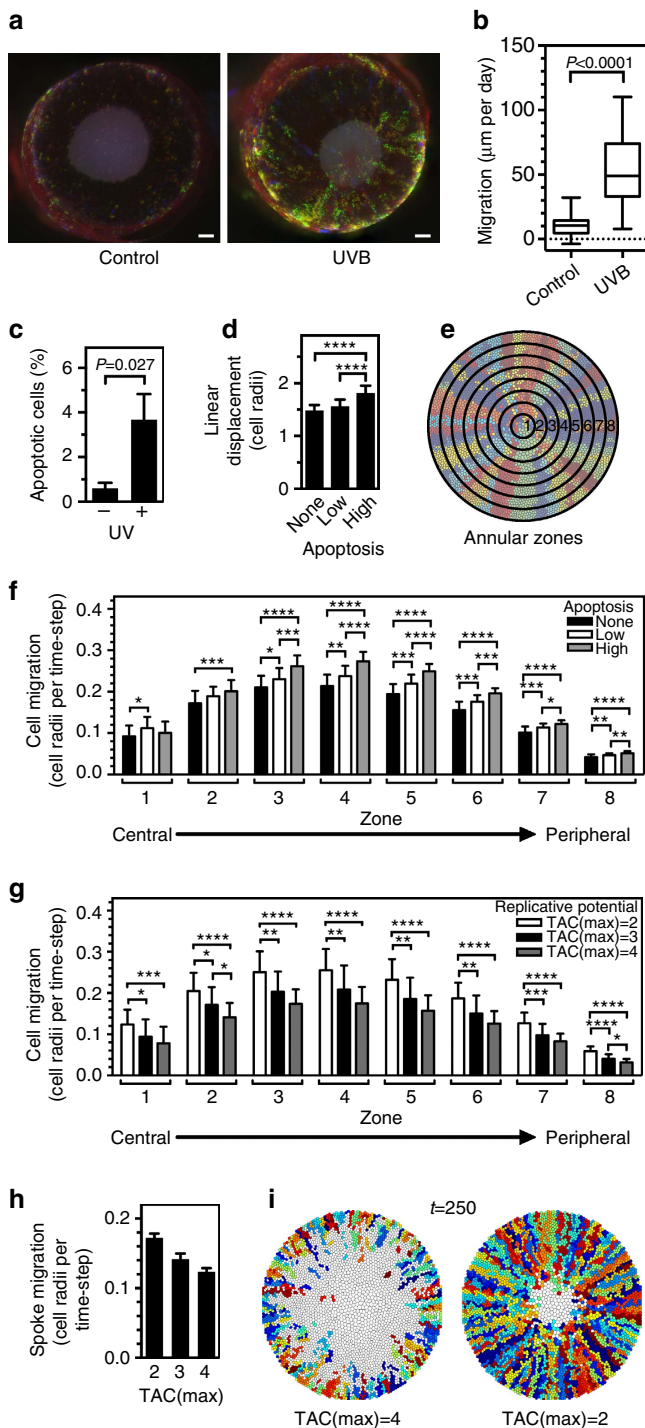 a
Control
UVB
b
Migration (µm per day)
150
100
50
0
P<0.0001
Control
UVB
c
Apoptotic cells (%)
6
4
2
0
P=0.027
– +
UV
d
Linear
displacement
(cell radii)
2
1
0
****
****
None
Low
High
Apoptosis
e
1 2 3 4 5 6 7 8
Annular zones
f
Cell migration
(cell radii per time-step)
0.4
0.3
0.2
0.1
0.0
Apoptosis
None
Low
High
*
***
**** * ***
**** ** ****
**** *** ****
**** *** ***
**** *** *
**** ** **
1 2 3 4 5 6 7 8
Zone
Central
Peripheral
g
Cell migration
(cell radii per time-step)
0.4
0.3
0.2
0.1
0.0
Replicative potential
TAC(max)=2
TAC(max)=3
TAC(max)=4
*** *
**** * *
**** **
**** **
**** **
**** **
**** ***
**** **** *
1 2 3 4 5 6 7 8
Zone
Central
Peripheral
h
Spoke migration
(cell radii per
time-step)
0.2
0.1
0.0
2 3 4
TAC(max)
i
t=250
TAC(max)=4
TAC(max)=2